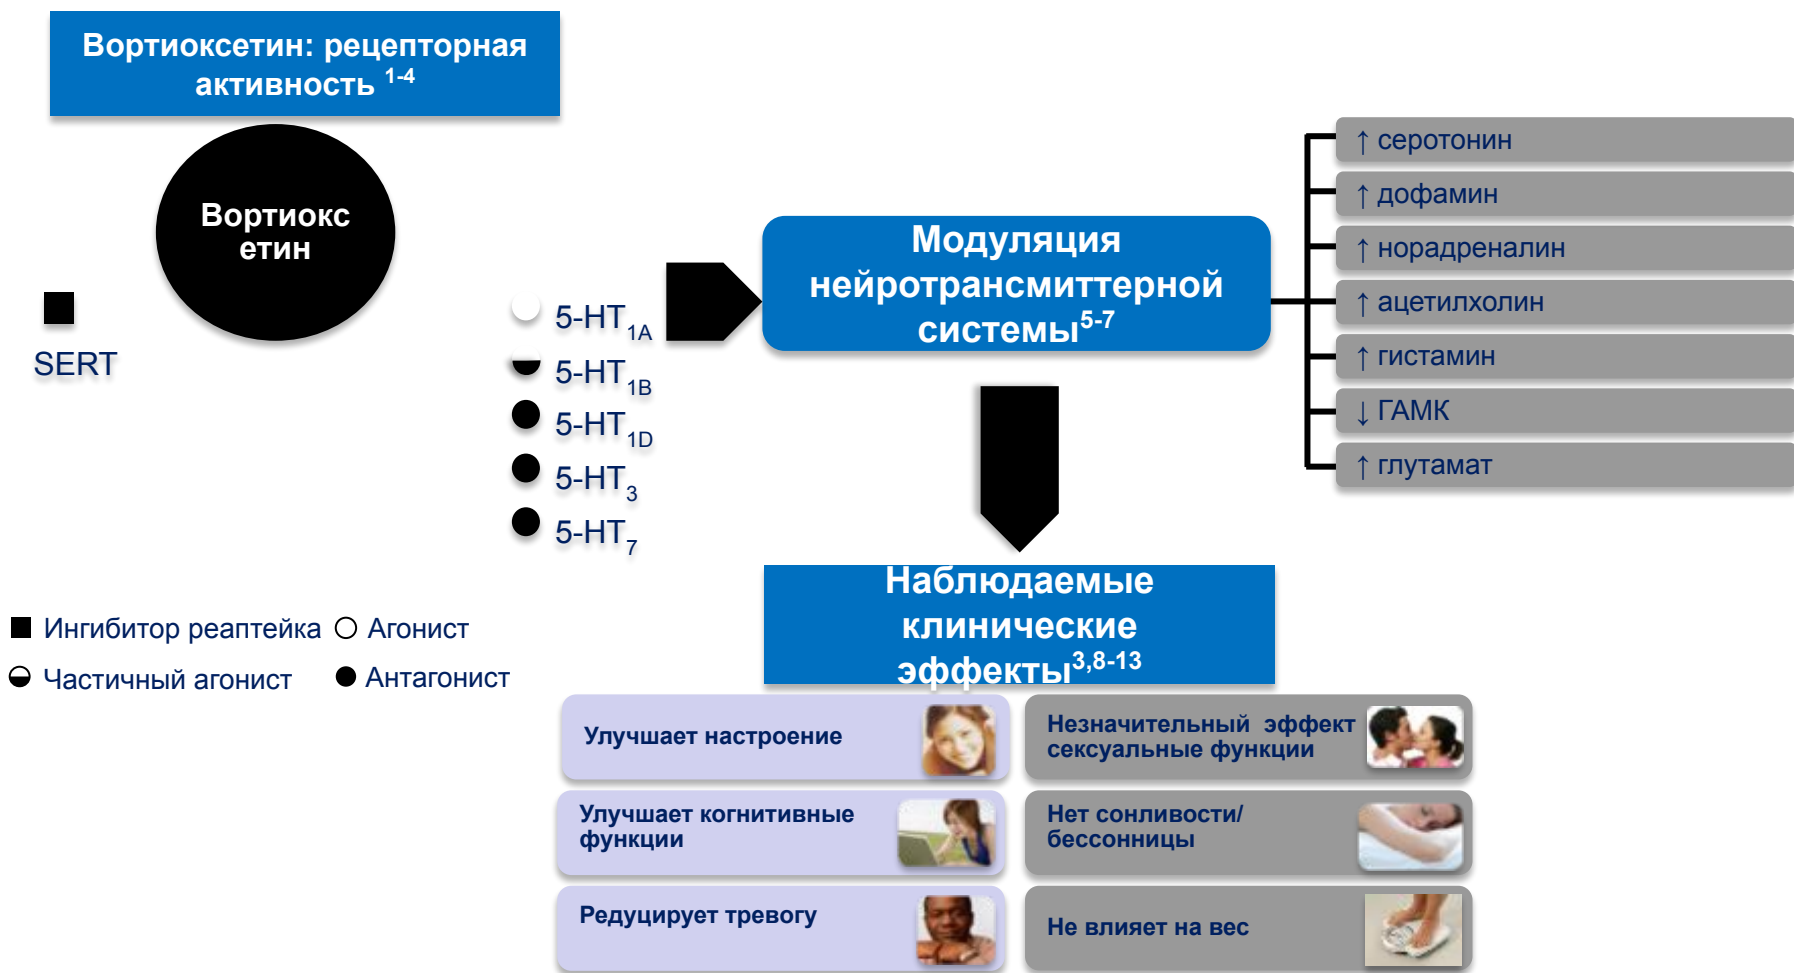 Вортиоксетин: рецепторная
активность 1-4
Вортиокс
етин
SERT
5-HT1A
5-HT1B
5-HT1D
5-HT3
5-HT7
Модуляция
нейротрансмиттерной
системы5-7
↑ серотонин
↑ дофамин
↑ норадреналин
↑ ацетилхолин
↑ гистамин
↓ ГАМК
↑ глутамат
Ингибитор реаптейка
Агонист
Частичный агонист
Антагонист
Наблюдаемые
клинические
эффекты3,8-13
Улучшает настроение
Незначительный эффект
сексуальные функции
Улучшает когнитивные
функции
Нет сонливости/
бессонницы
Редуцирует тревогу
Не влияет на вес